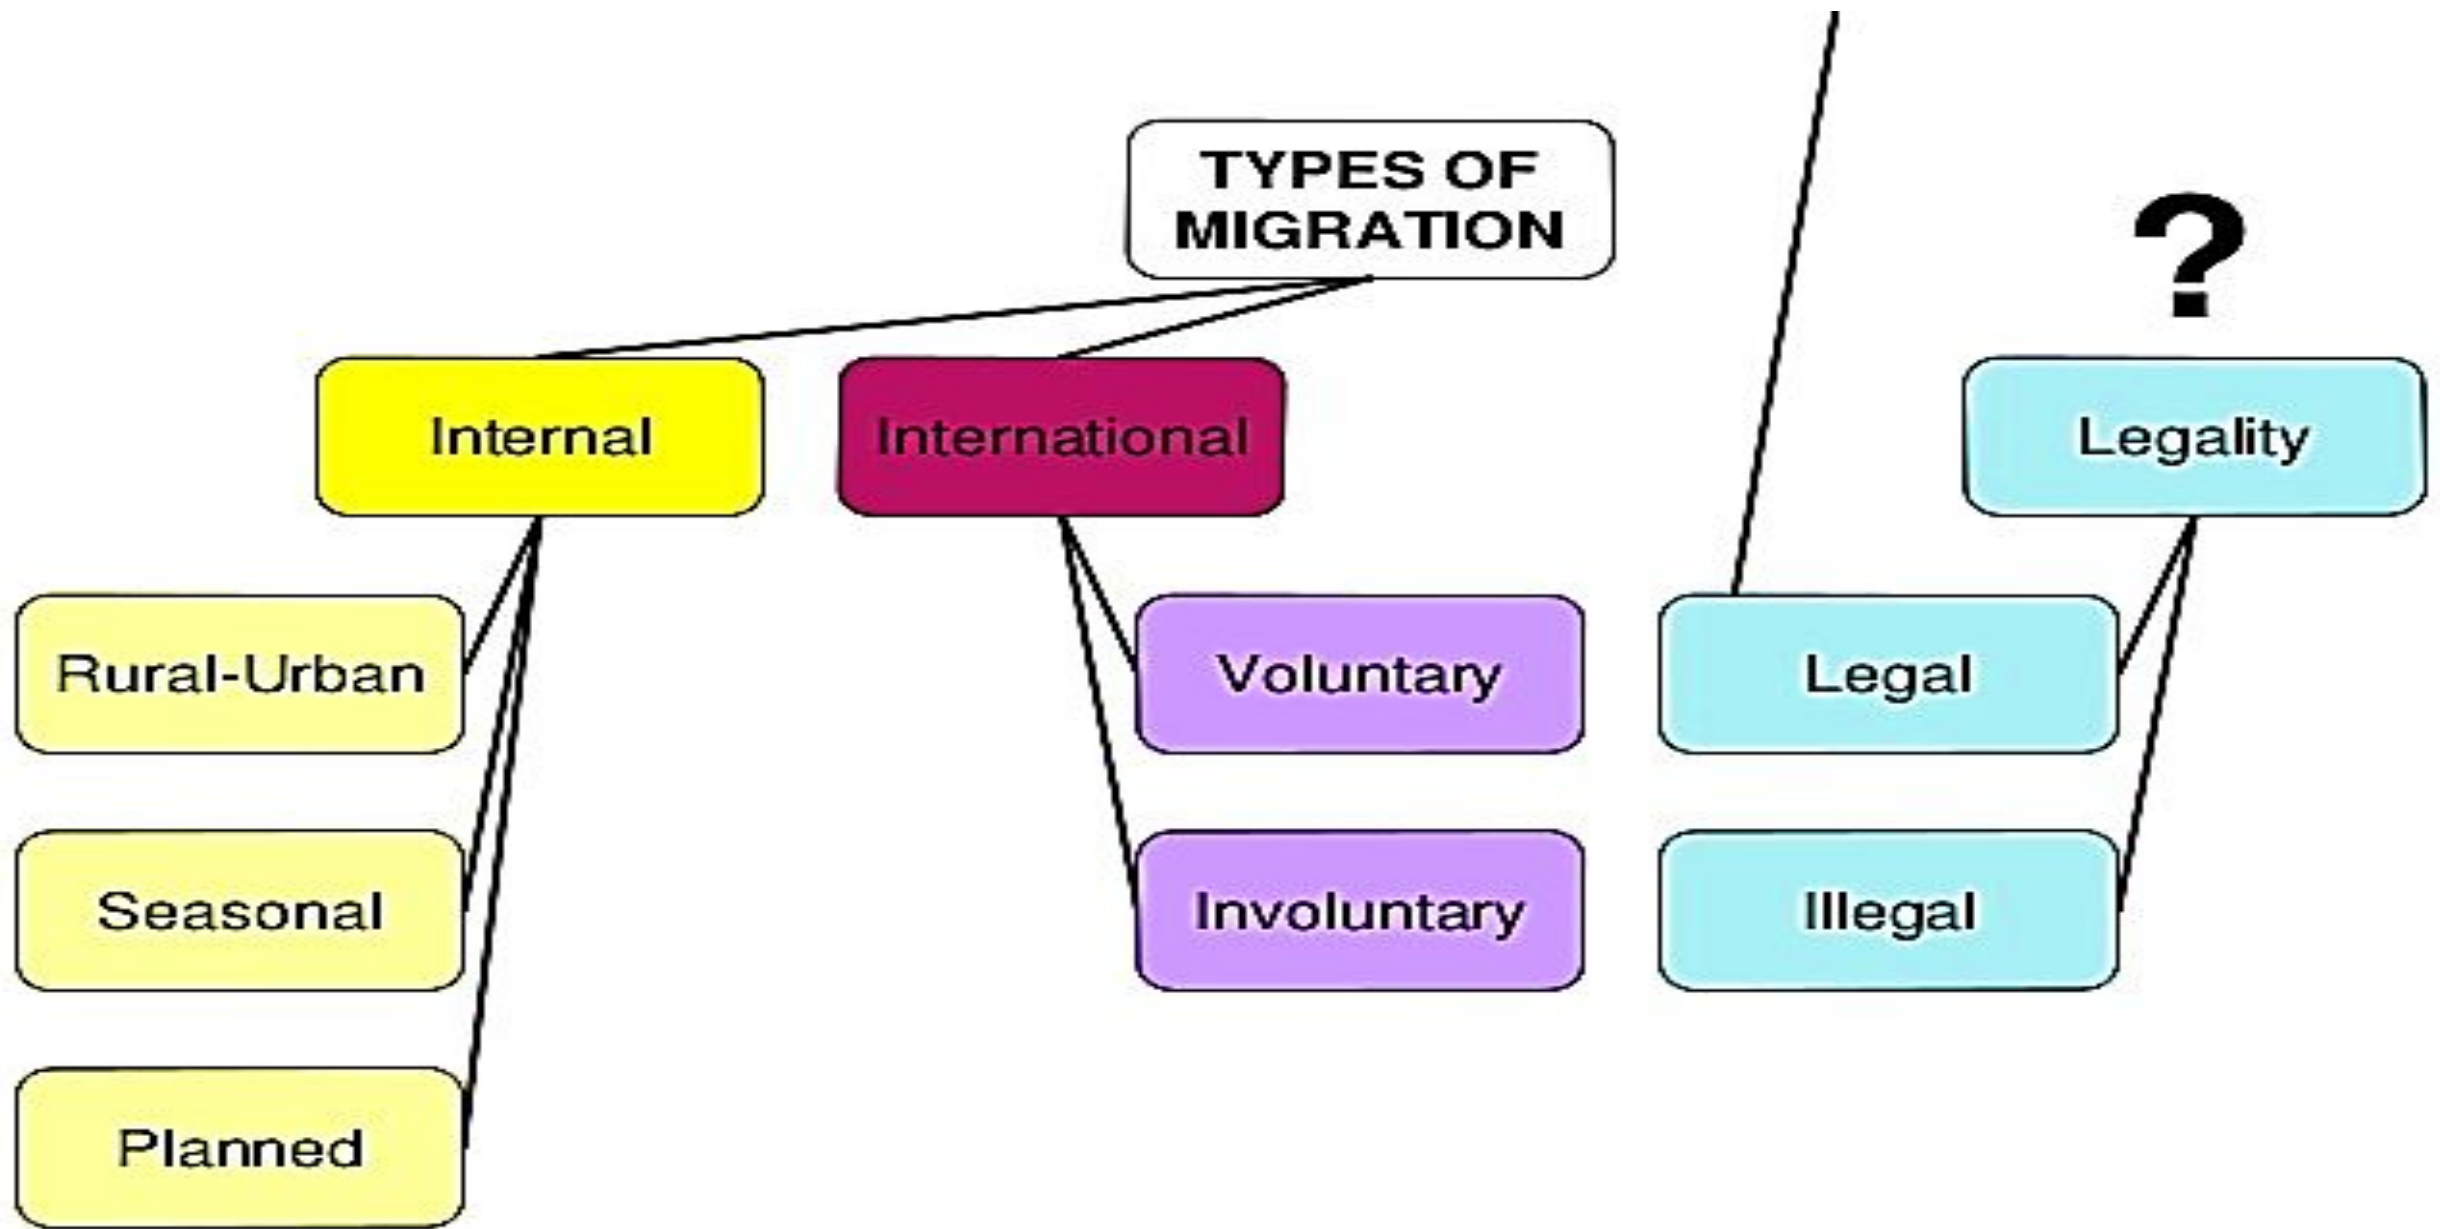 TYPES OF
MIGRATION
?
Internal
International
Legality
Rural-Urban
Voluntary
Legal
Seasonal
Involuntary
Illegal
Planned